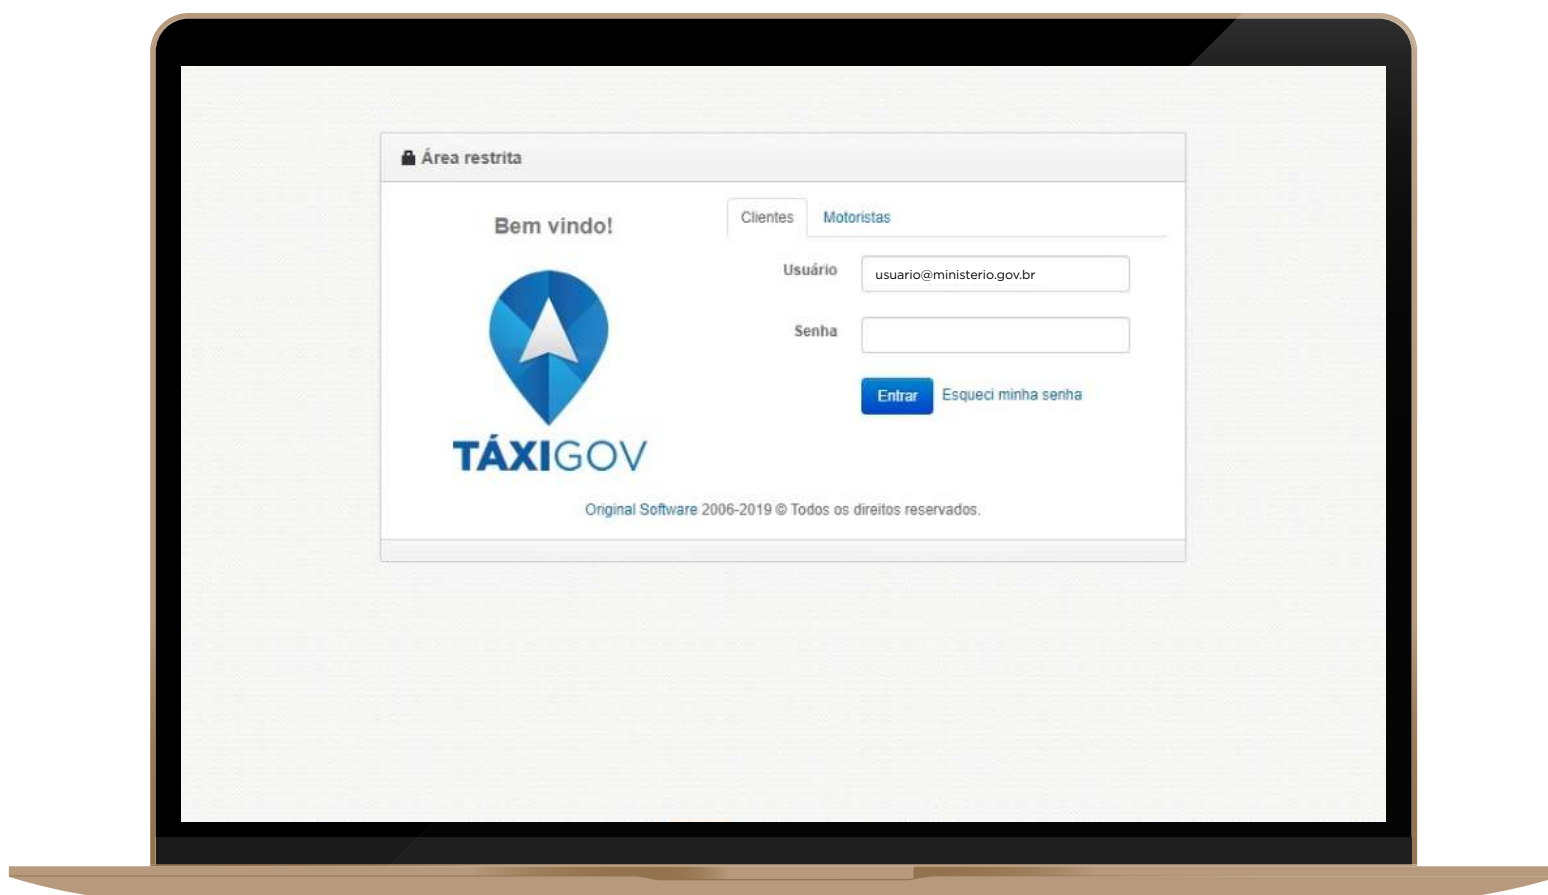 Área restrita
Bem vindo!
TÁXIGOV
Clientes Motoristas
Usuário usuario@ministerio.gov.br
Senha
Entrar Esqueci minha senha
Original Software 2006-2019 © Todos os direitos reservados.